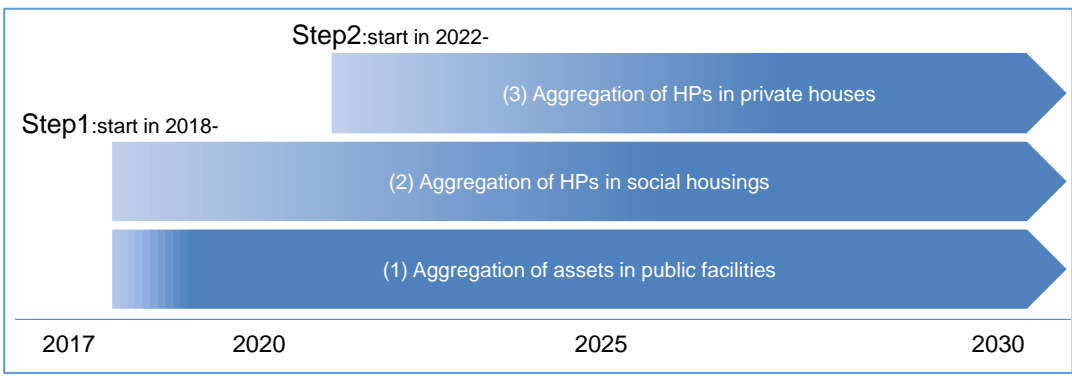 Step2:start in 2022-
(3) Aggregation of HPs in private houses
Step1:start in 2018-
(2) Aggregation of HPs in social housings
(1) Aggregation of assets in public facilities
2017 2020 2025 2030